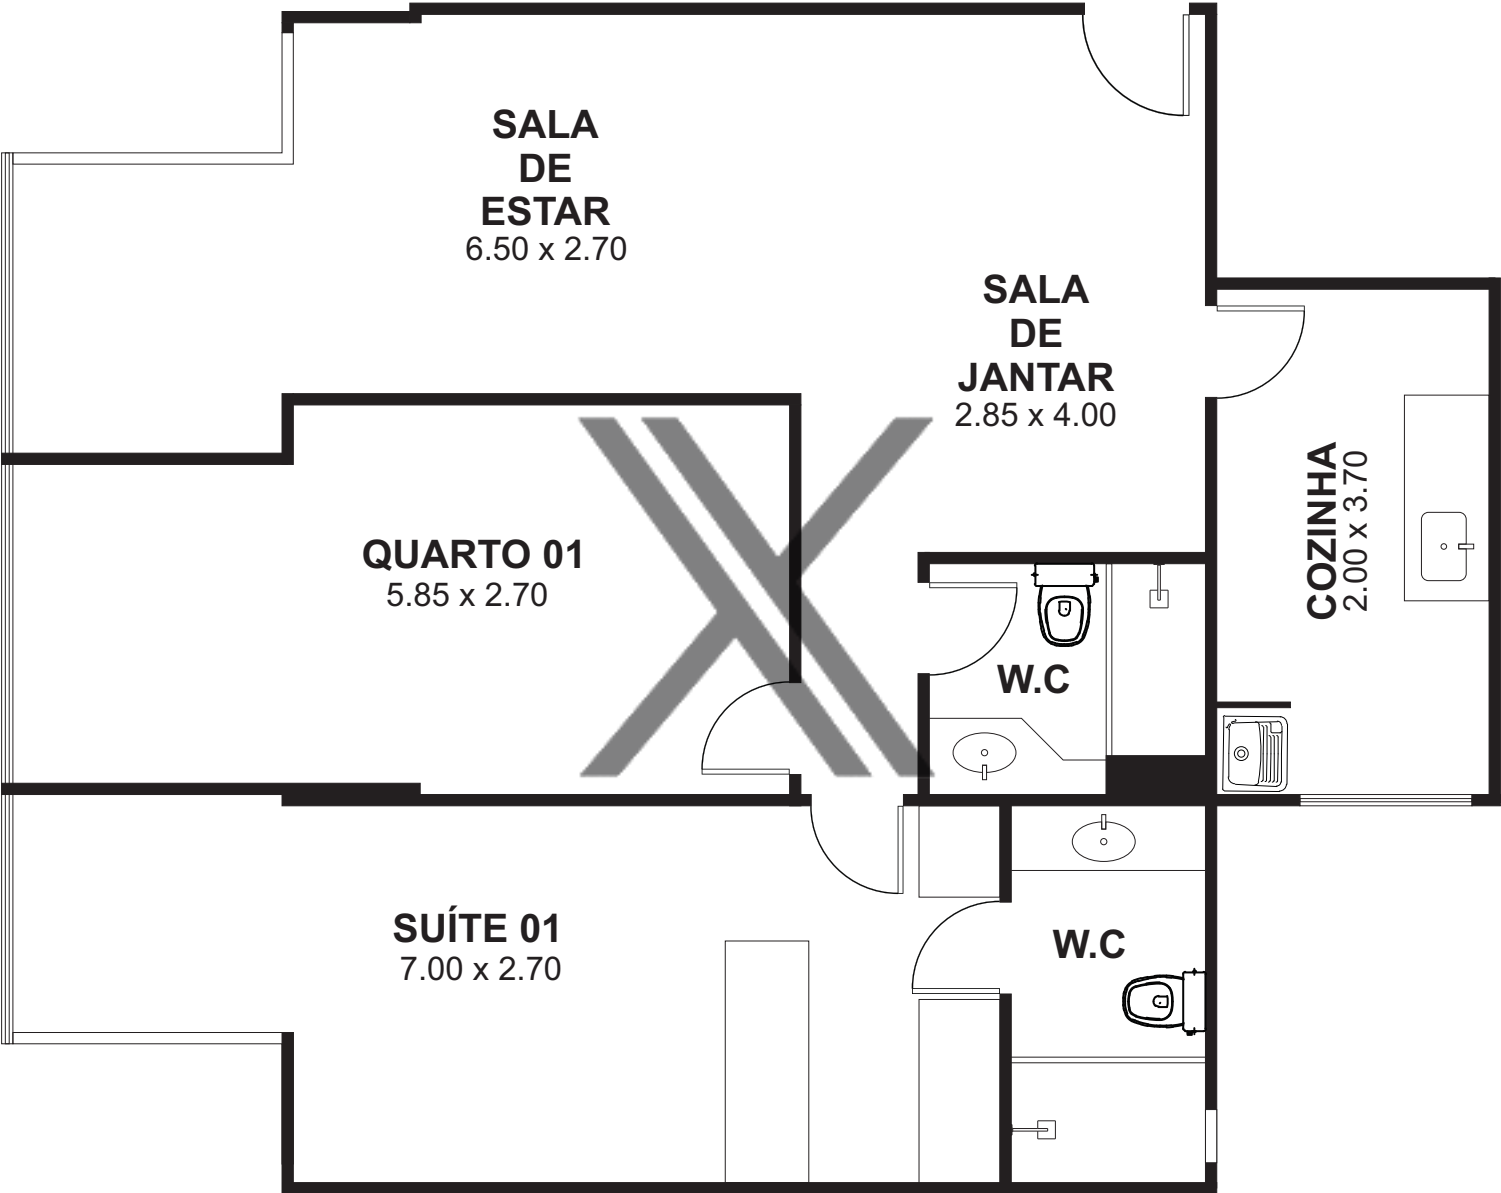 SALA
DE
ESTAR
6.50 x 2.70
SALA
DE
JANTAR
2.85 x 4.00
COZINHA
2.00 x 3.70
QUARTO 01
5.85 x 2.70
W.C
SUÍTE 01
7.00 x 2.70
W.C